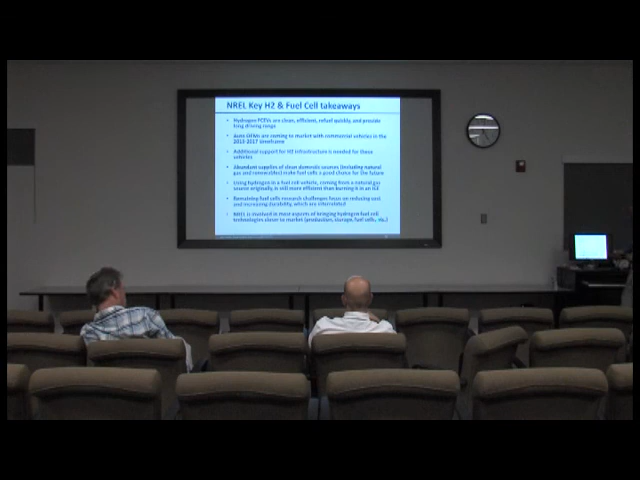 NREL Key H2 & Fuel Cell takeaways
Hydrogen FCEVs are clean, efficient, refuel quickly, and provide
long driving range
Auto OEMs are coming to market with commercial vehicles in the
2013-2017 timeframe
Additional support for H2 infrastructure is needed for these
vehicles
Abundant supplies of clean domestic sources (including natural
gas and renewables) make fuel cells a good choice for the future
Using hydrogen in a fuel cell vehicle, coming from a natural gas
source originally, is still more efficient than burning it in an
Remaining fuel cells research challenges focus on reducing cost
and increasing durability, which are interrelated
NREL is involved in most aspects of bringing hydrogen fuel cell
technologies closer to market (production, storage, fuel cells, etc.)